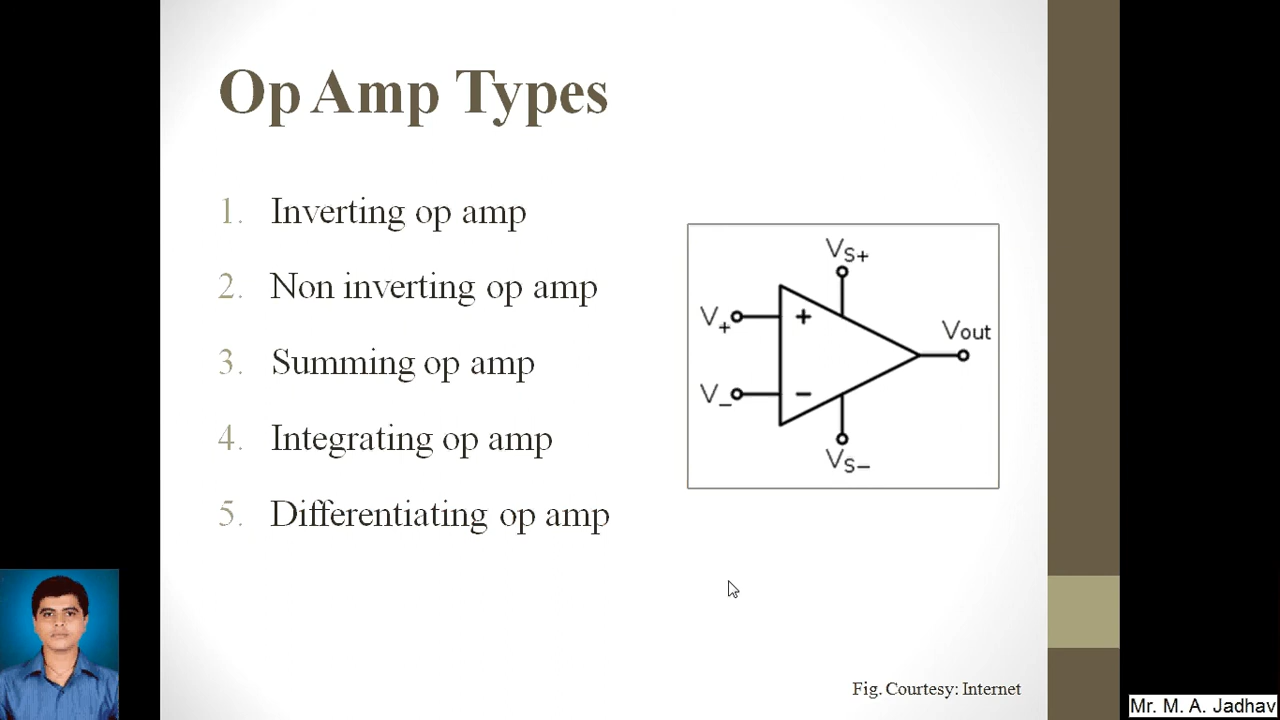 Op Amp Types
1. Inverting op amp
2. Non inverting op amp
3. Summing op amp
4. Integrating op amp
5. Differentiating op amp
VS+
V+
+
Vout
V−
−
VS−
Fig. Courtesy: Internet
Mr. M. A. Jadhav